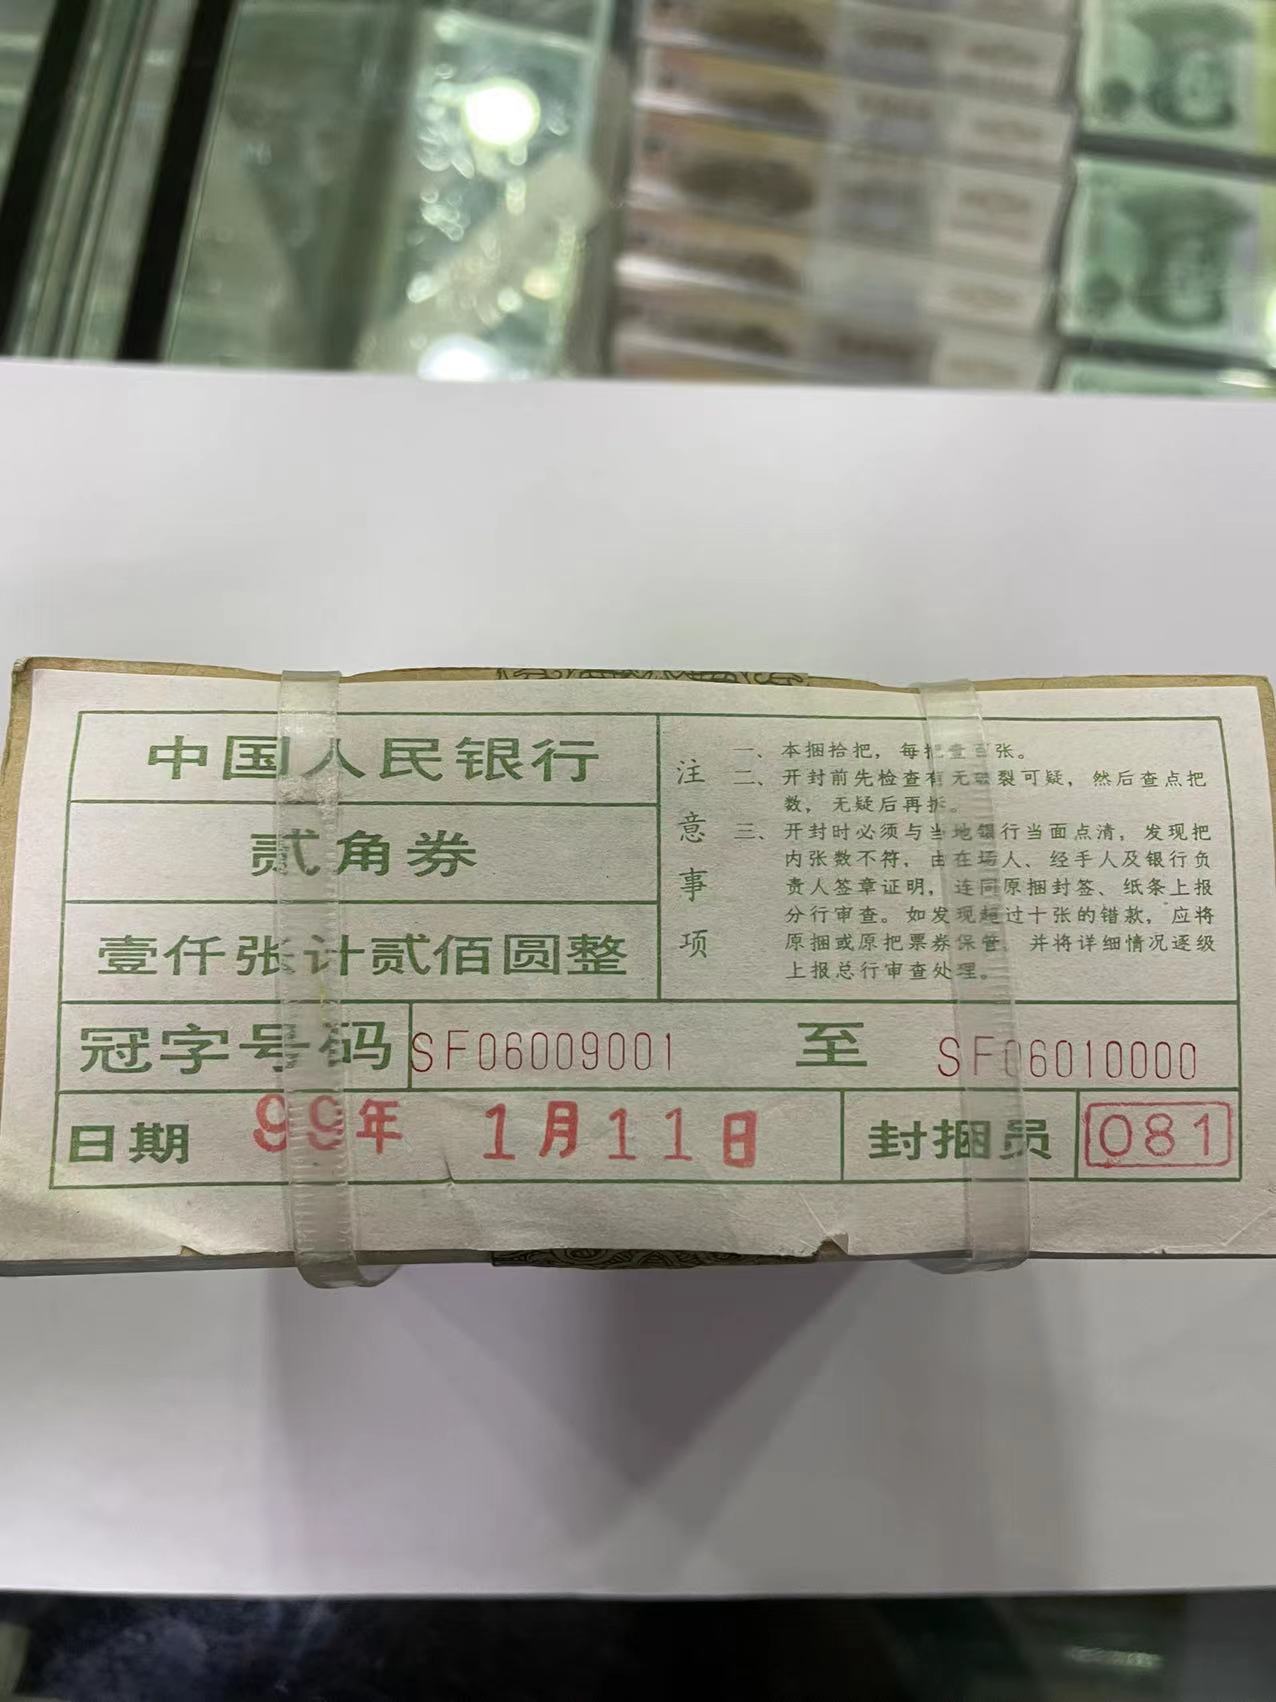 中国人民银行
贰角券
壹仟张计贰佰圆整
注意事项
一、本捆拾把，每把壹百张。
二、开封前先检查有无破裂可疑，然后查点把
数，无疑后再拆。
三、开封时必须与当地银行当面点清，发现把
内张数不符，由在场人、经手人及银行负
责人签章证明，连同原捆封签、纸条上报
分行审查。如发现超过十张的错款，应将
原捆或原把票券保管，并将详细情况逐级
上报总行审查处理。
冠字号码 SF06009001 至 SF06010000
日期 99年 1月11日 封捆员 081